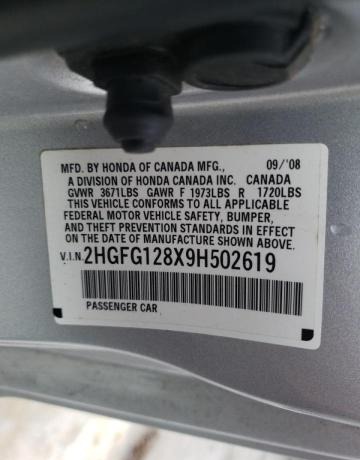 MFD. BY HONDA OF CANADA MFG., 09/'08
A DIVISION OF HONDA CANADA INC. CANADA
GVWR 3671LBS GAWR F 1973LBS R 1720LBS
THIS VEHICLE CONFORMS TO ALL APPLICABLE
FEDERAL MOTOR VEHICLE SAFETY, BUMPER,
AND THEFT PREVENTION STANDARDS IN EFFECT
ON THE DATE OF MANUFACTURE SHOWN ABOVE.
V.I.N. 2HGFG128X9H502619
PASSENGER CAR